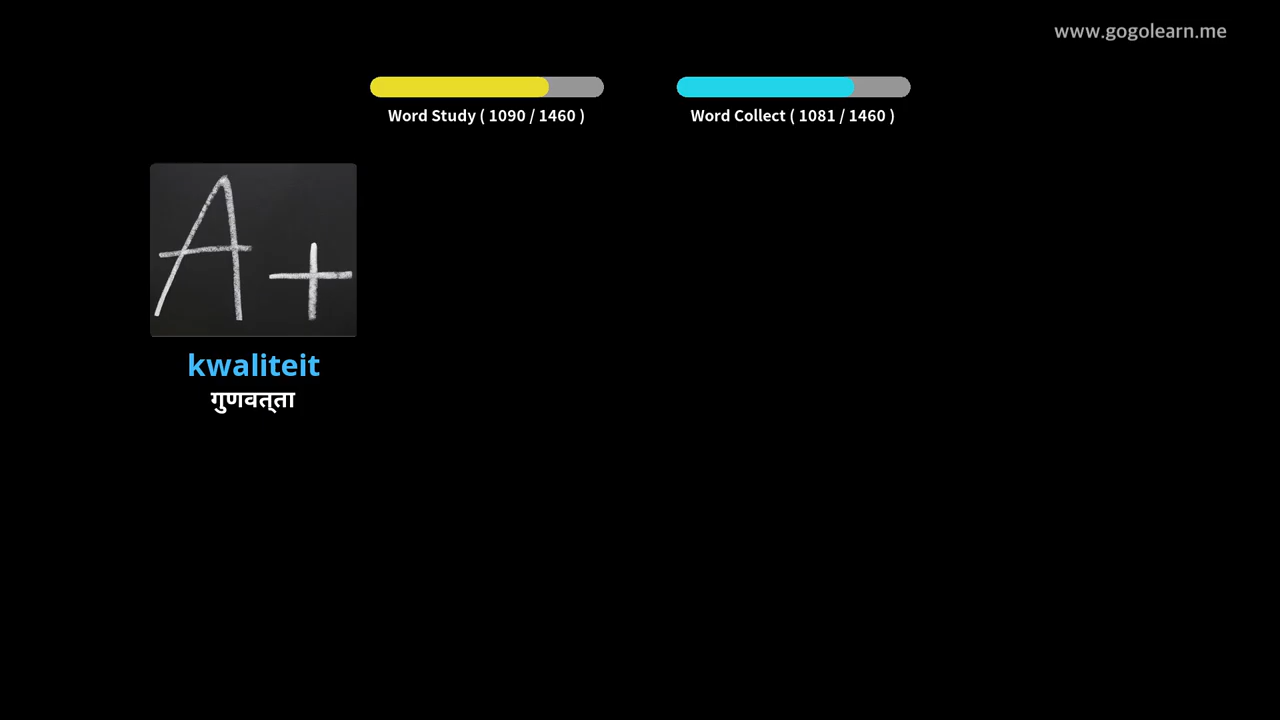 www.gogolearn.me
Word Study ( 1090 / 1460 )
Word Collect ( 1081 / 1460 )
A+
kwaliteit
गुणवत्ता